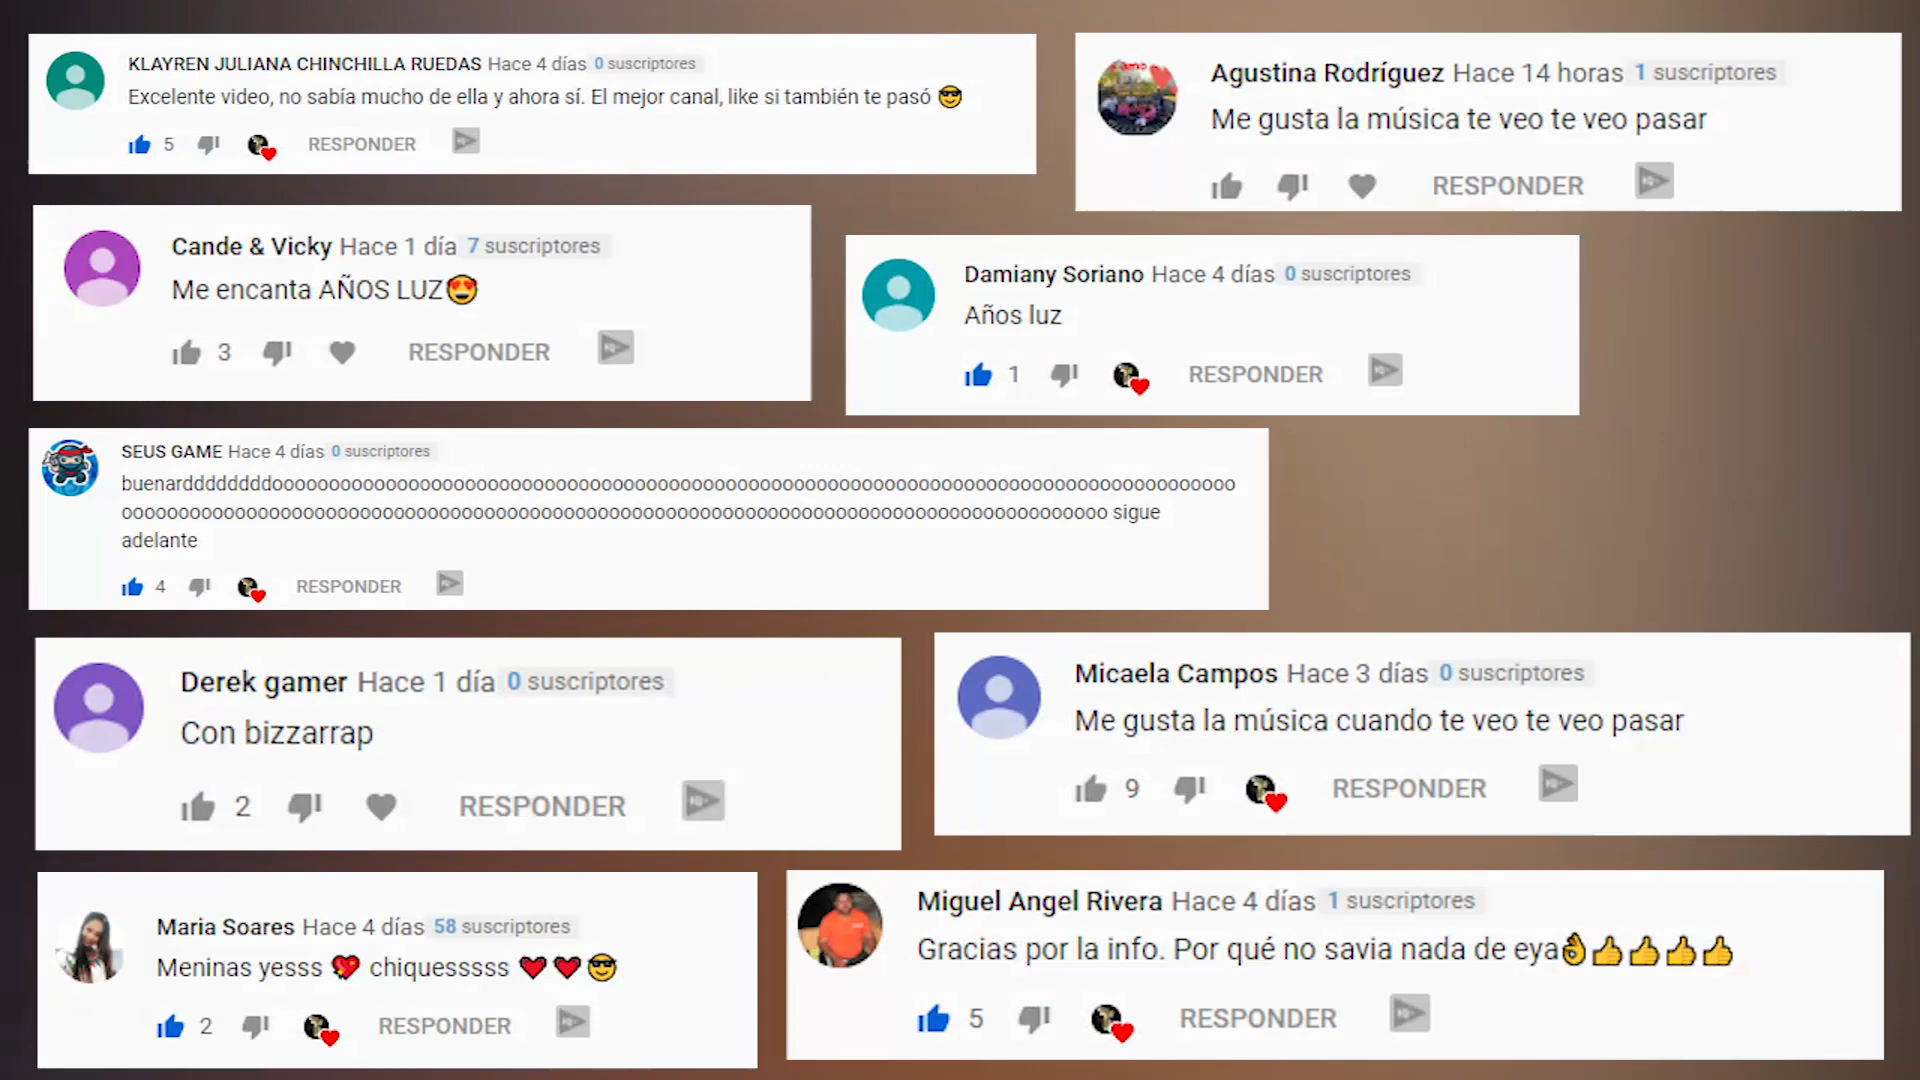 KLAYREN JULIANA CHINCHILLA RUEDAS Hace 4 días 0 suscriptores
Excelente video, no sabía mucho de ella y ahora sí. El mejor canal, like si también te pasó 😎
5 RESPONDER
Agustina Rodríguez Hace 14 horas 1 suscriptores
Me gusta la música te veo te veo pasar
RESPONDER
Cande & Vicky Hace 1 día 7 suscriptores
Me encanta AÑOS LUZ😍
3 RESPONDER
Damiany Soriano Hace 4 días 0 suscriptores
Años luz
1 RESPONDER
SEUS GAME Hace 4 días 0 suscriptores
buenarddddddddooooooooooooooooooooooooooooooooooooooooooooooooooooooooooooooooooooooooooooooooooooo
ooooooooooooooooooooooooooooooooooooooooooooooooooooooooooooooooooooooooooooooooooooooo sigue
adelante
4 RESPONDER
Derek gamer Hace 1 día 0 suscriptores
Con bizzarrap
2 RESPONDER
Micaela Campos Hace 3 días 0 suscriptores
Me gusta la música cuando te veo te veo pasar
9 RESPONDER
Maria Soares Hace 4 días 58 suscriptores
Meninas yesss 💖 chiquesssss ❤️ ❤️ 😎
2 RESPONDER
Miguel Angel Rivera Hace 4 días 1 suscriptores
Gracias por la info. Por qué no savia nada de eya👌👍👍👍👍
5 RESPONDER